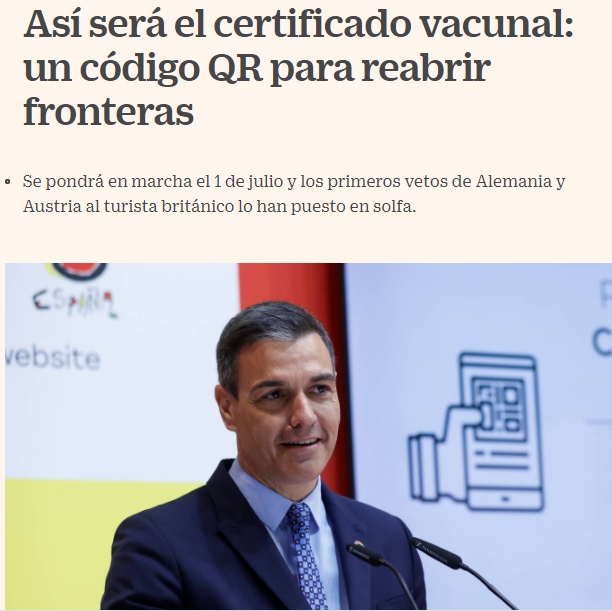 Así será el certificado vacunal:
un código QR para reabrir
fronteras
Se pondrá en marcha el 1 de julio y los primeros vetos de Alemania y
Austria al turista británico lo han puesto en solfa.
ESPAÑA
website